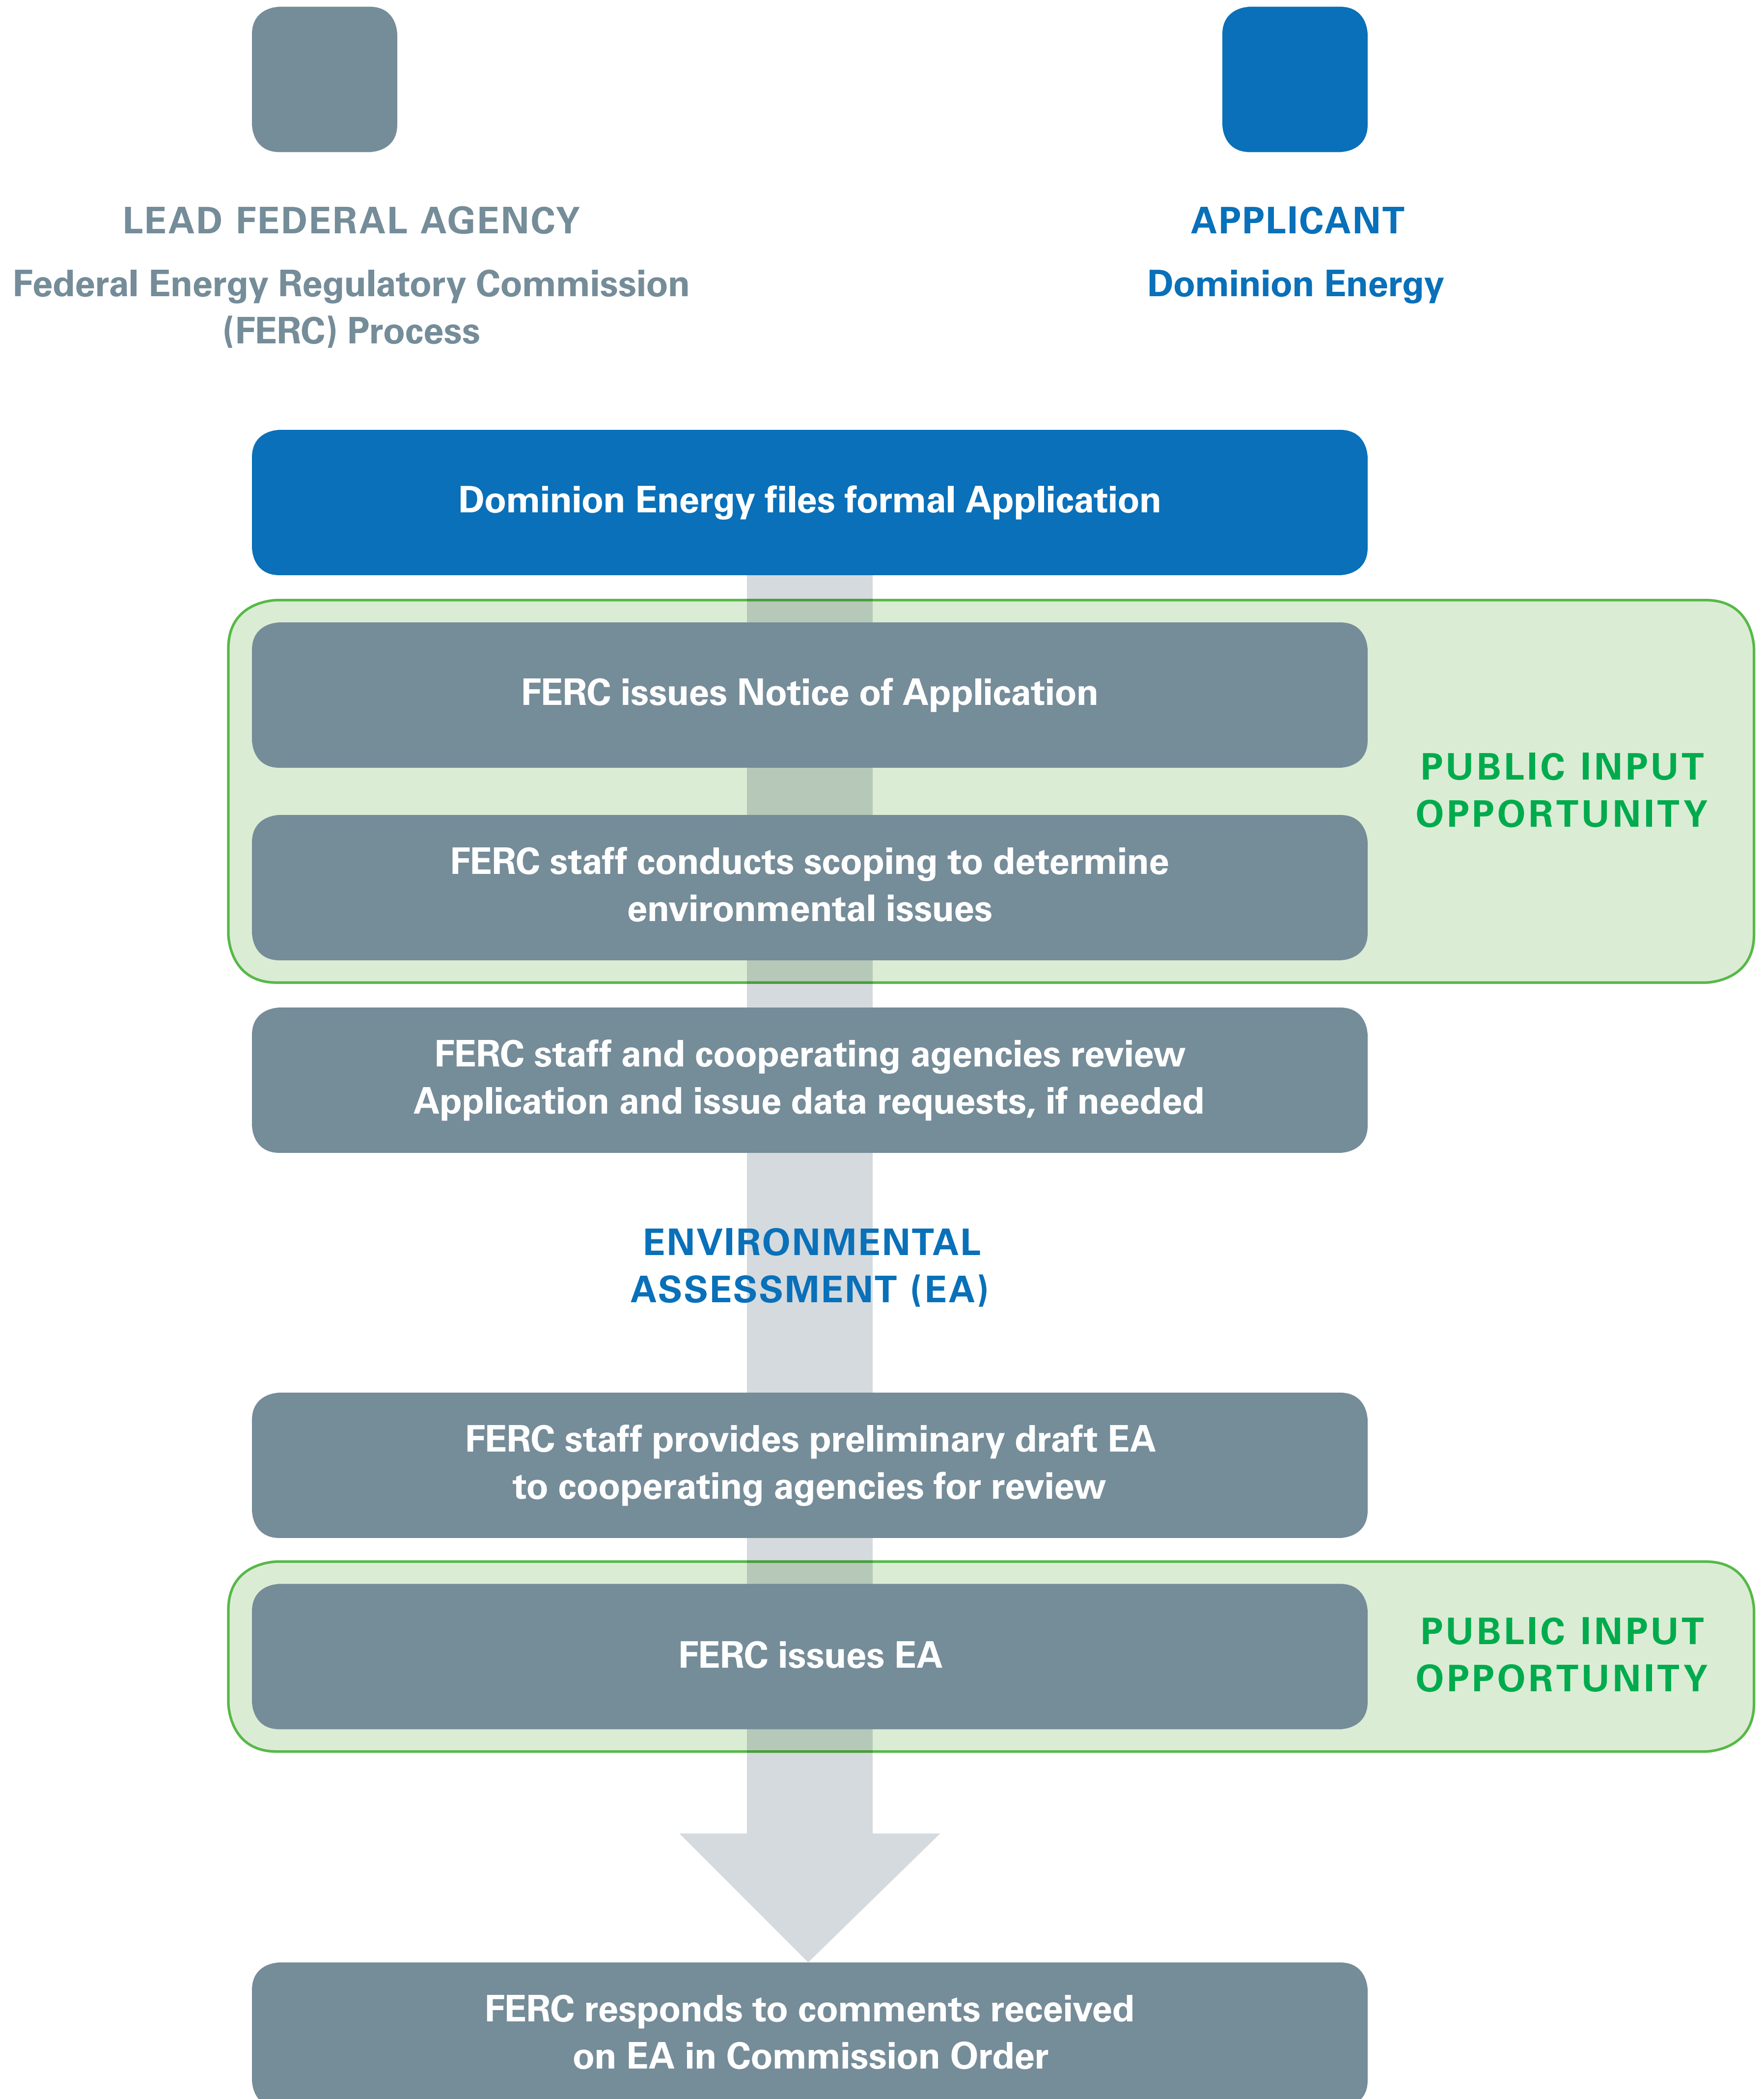 LEAD FEDERAL AGENCY
Federal Energy Regulatory Commission
(FERC) Process
APPLICANT
Dominion Energy
Dominion Energy files formal Application
FERC issues Notice of Application
FERC staff conducts scoping to determine
environmental issues
PUBLIC INPUT
OPPORTUNITY
FERC staff and cooperating agencies review
Application and issue data requests, if needed
ENVIRONMENTAL
ASSESSMENT (EA)
FERC staff provides preliminary draft EA
to cooperating agencies for review
FERC issues EA
PUBLIC INPUT
OPPORTUNITY
FERC responds to comments received
on EA in Commission Order